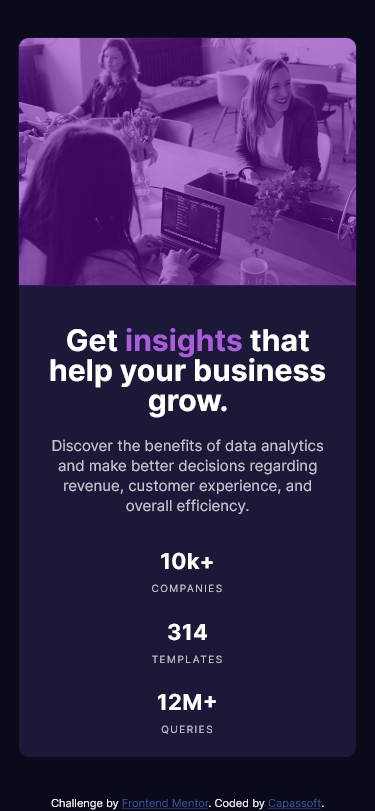 Get insights that
help your business
grow.
Discover the benefits of data analytics
and make better decisions regarding
revenue, customer experience, and
overall efficiency.
10k+
COMPANIES
314
TEMPLATES
12M+
QUERIES
Challenge by Frontend Mentor. Coded by Capassoft.